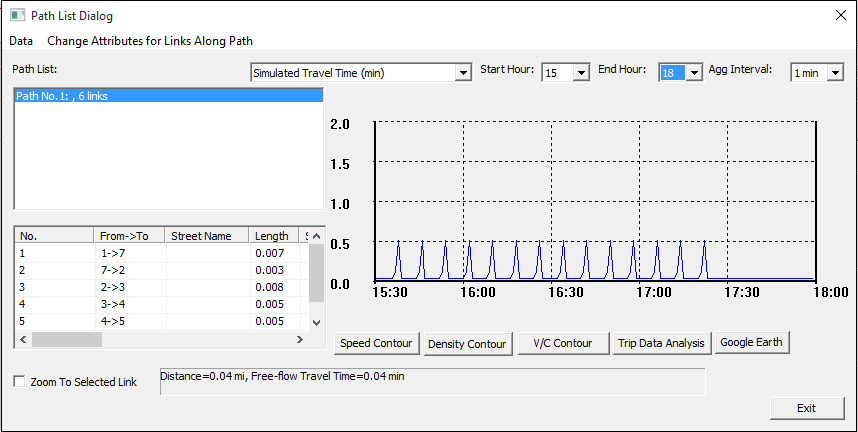 Path List Dialog
Data Change Attributes for Links Along Path
Path List:
Simulated Travel Time (min) Start Hour: 15 End Hour: 18 Agg Interval: 1 min
Path No.1: , 6 links
2.0
1.5
1.0
0.5
0.0
15:30 16:00 16:30 17:00 17:30 18:00
No. From->To Street Name Length
1 1->7 0.007
2 7->2 0.003
3 2->3 0.008
4 3->4 0.005
5 4->5 0.005
Speed Contour Density Contour V/C Contour Trip Data Analysis Google Earth
Zoom To Selected Link
Distance=0.04 mi, Free-flow Travel Time=0.04 min
Exit